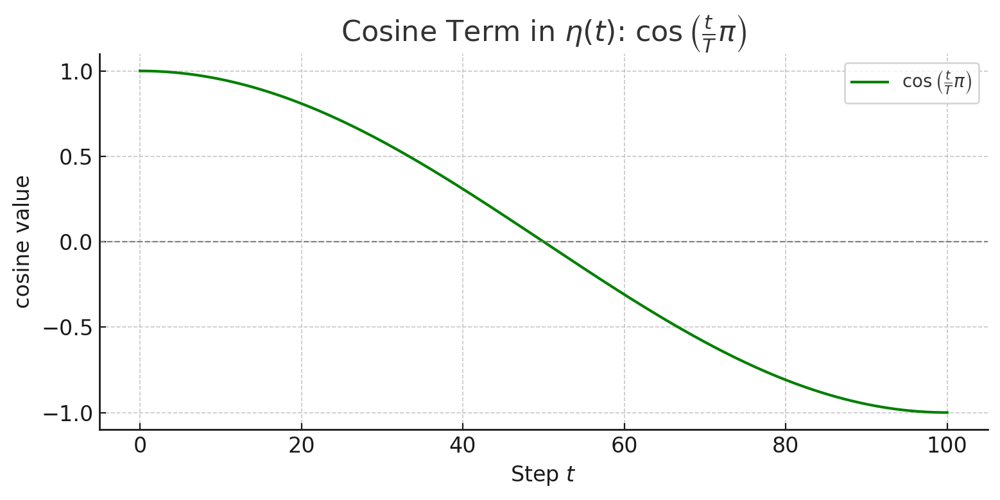 Cosine Term in η(t): cos(t/T π)
cos(t/T π)
1.0
0.5
0.0
−0.5
−1.0
cosine value
0 20 40 60 80 100
Step t